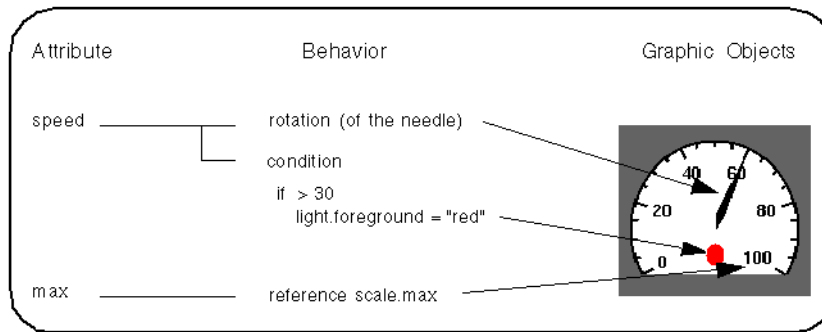 Attribute Behavior Graphic Objects
speed rotation (of the needle)
condition
if > 30
light.foreground = "red"
max reference scale.max
40 60
20 80
0 100